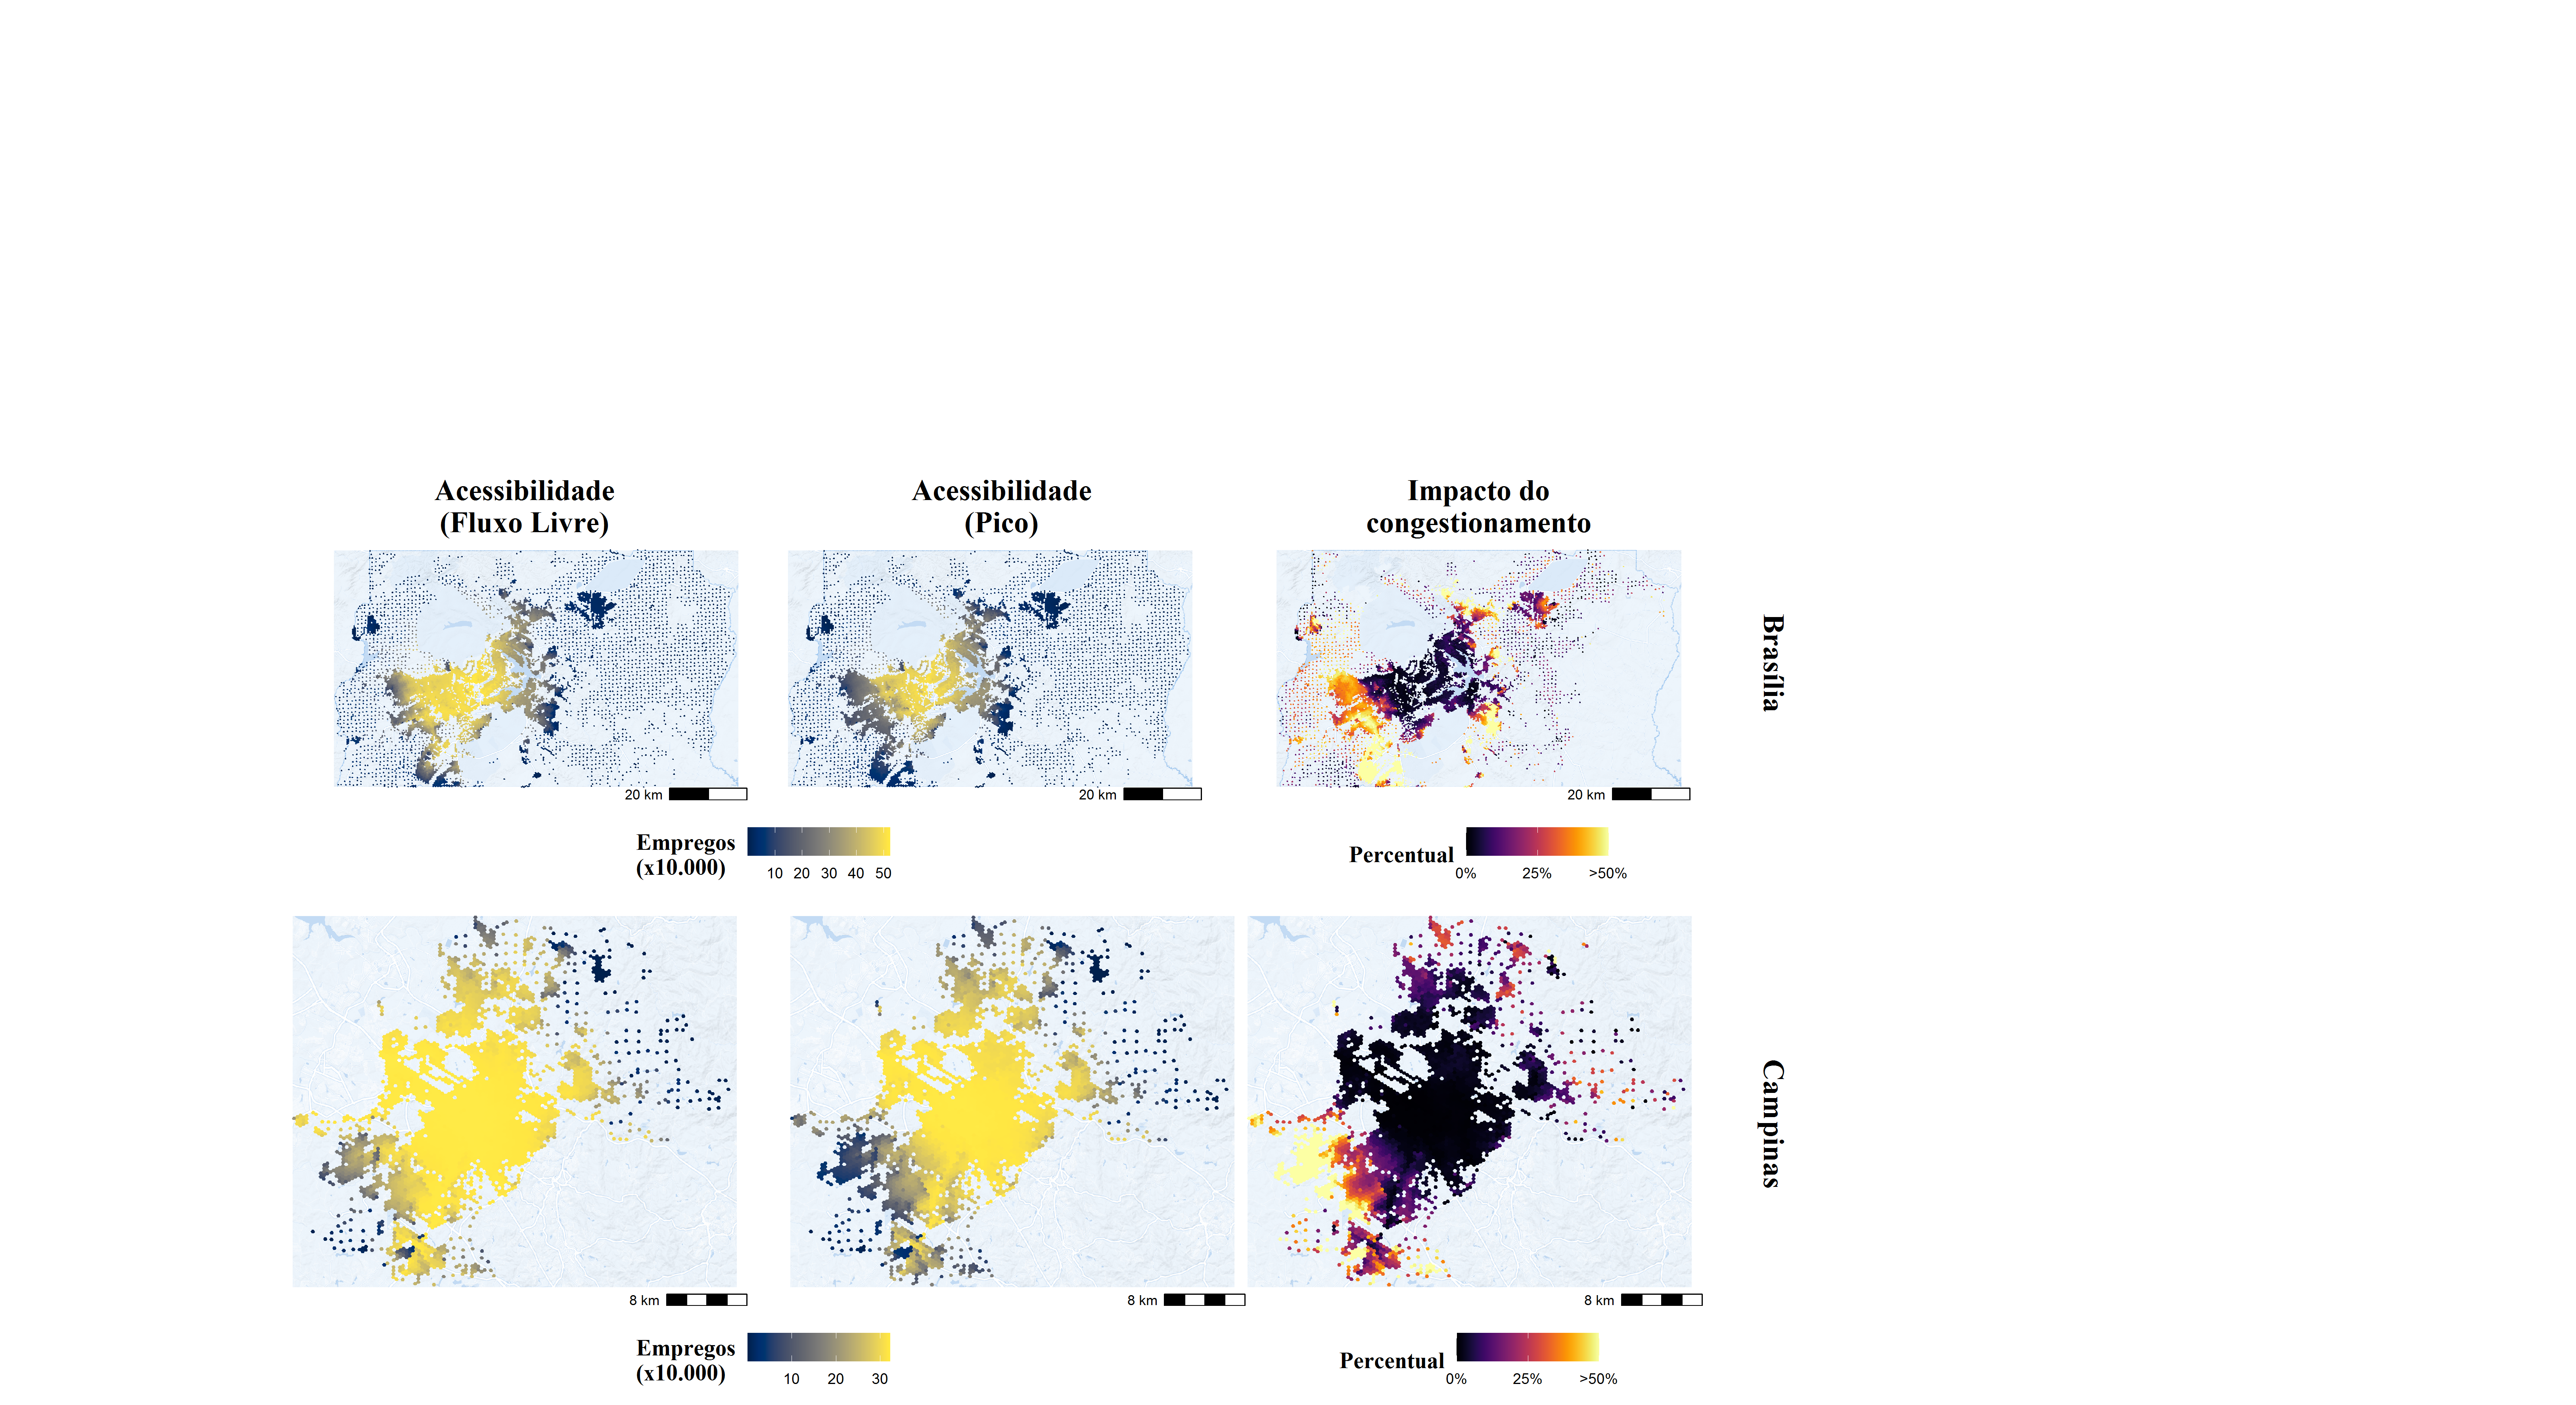 Acessibilidade
(Fluxo Livre)
Acessibilidade
(Pico)
Impacto do
congestionamento
Brasília
20 km
20 km
20 km
Empregos
(x10.000)
10 20 30 40 50
Percentual
0% 25% >50%
Campinas
8 km
8 km
8 km
Empregos
(x10.000)
10 20 30
Percentual
0% 25% >50%